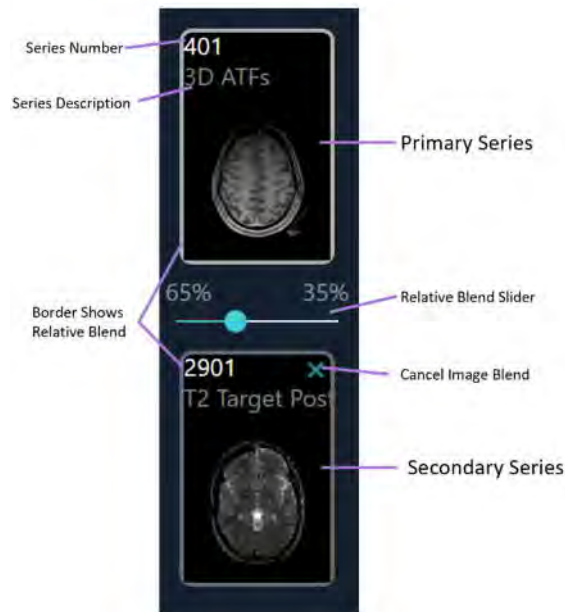 Series Number
401
3D ATFs
Series Description
Primary Series
65%
35%
Border Shows
Relative Blend
Relative Blend Slider
2901
T2 Target Pos
Cancel Image Blend
Secondary Series